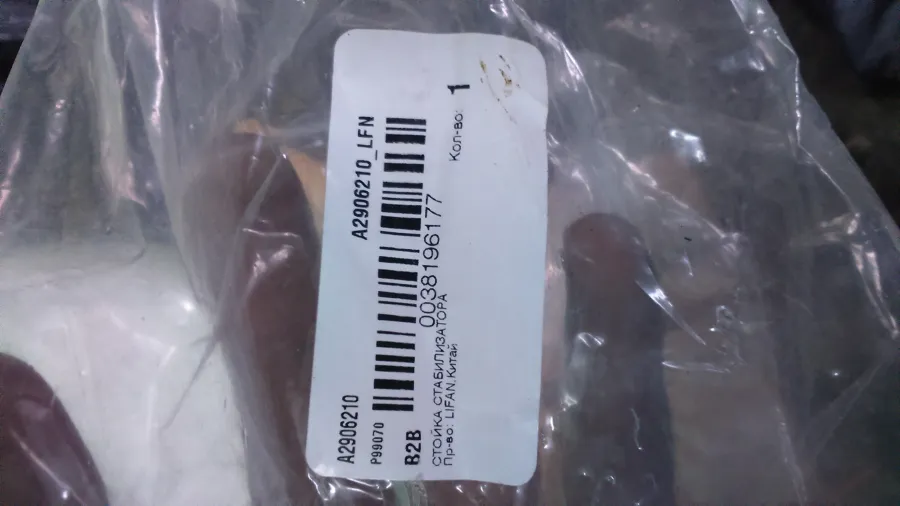 A2906210 A2906210_LFN
P99070
B2B 0038196177
СТОЙКА СТАБИЛИЗАТОРА
Пр-во: LIFAN.Китай Кол-во: 1